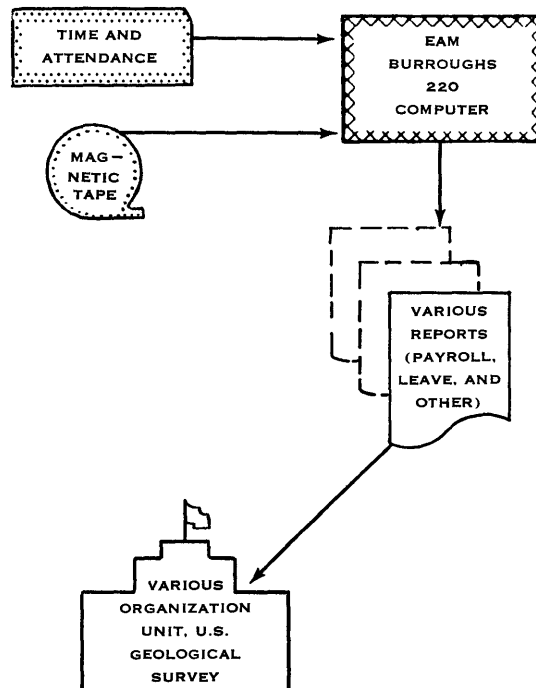 TIME AND
ATTENDANCE
EAM
BURROUGHS
220
COMPUTER
MAG—
NETIC
TAPE
VARIOUS
REPORTS
(PAYROLL,
LEAVE, AND
OTHER)
VARIOUS
ORGANIZATION
UNIT, U.S.
GEOLOGICAL
SURVEY